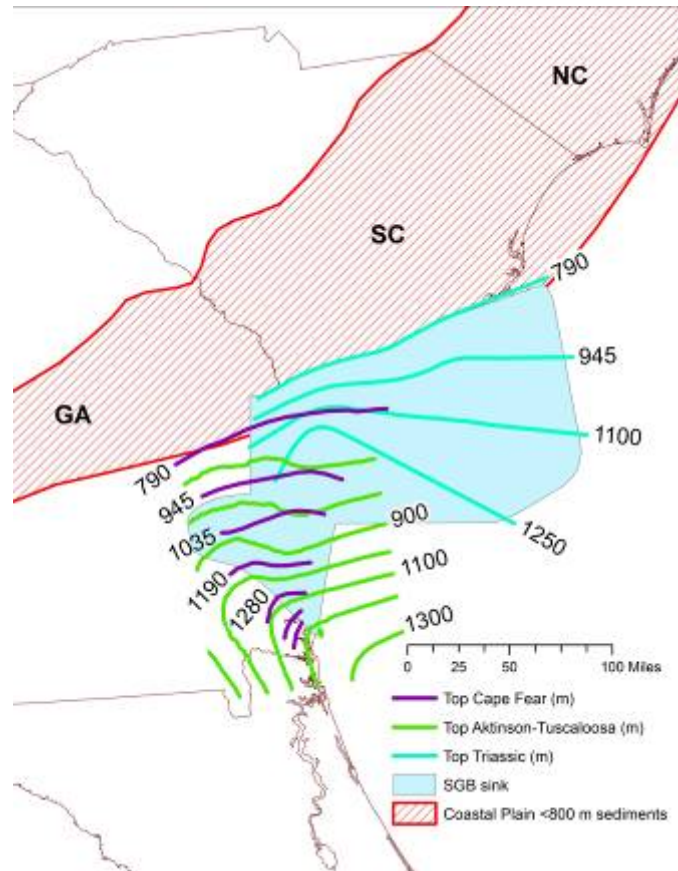 NC
SC
790
945
GA
1100
790
945
1250
1035
900
1190
1100
1280
1300
0 25 50 100 Miles
Top Cape Fear (m)
Top Aktinson-Tuscaloosa (m)
Top Triassic (m)
SGB sink
Coastal Plain <800 m sediments